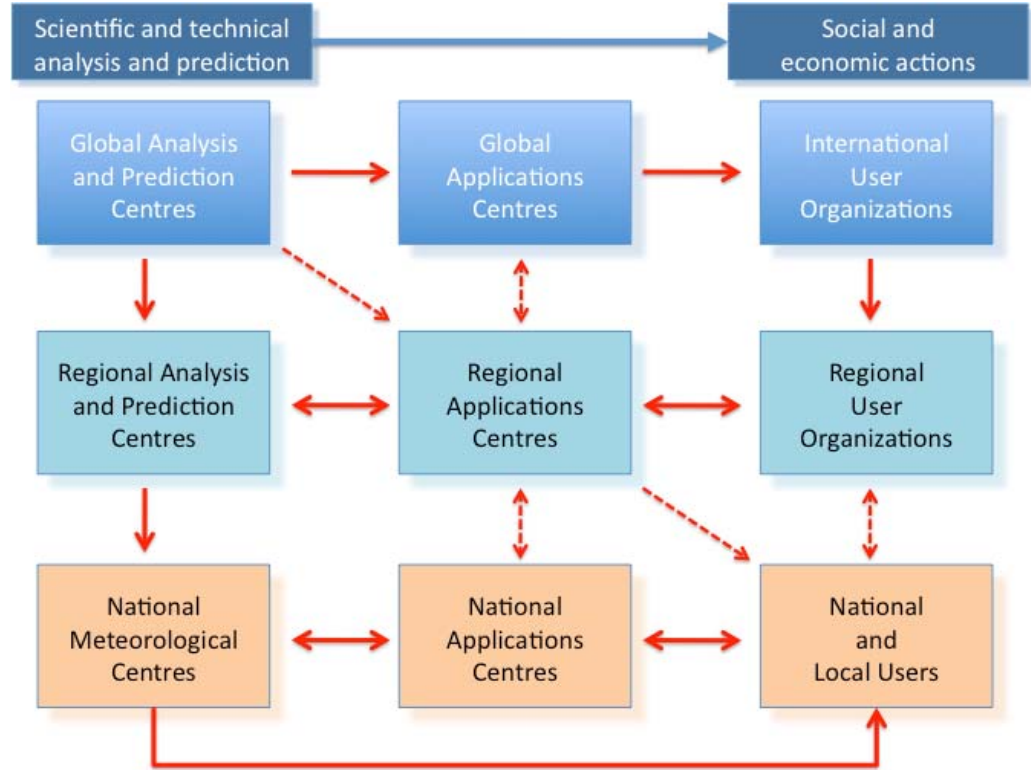 Scientific and technical
analysis and prediction
Social and
economic actions
Global Analysis
and Prediction
Centres
Global
Applications
Centres
International
User
Organizations
Regional Analysis
and Prediction
Centres
Regional
Applications
Centres
Regional
User
Organizations
National
Meteorological
Centres
National
Applications
Centres
National
and
Local Users